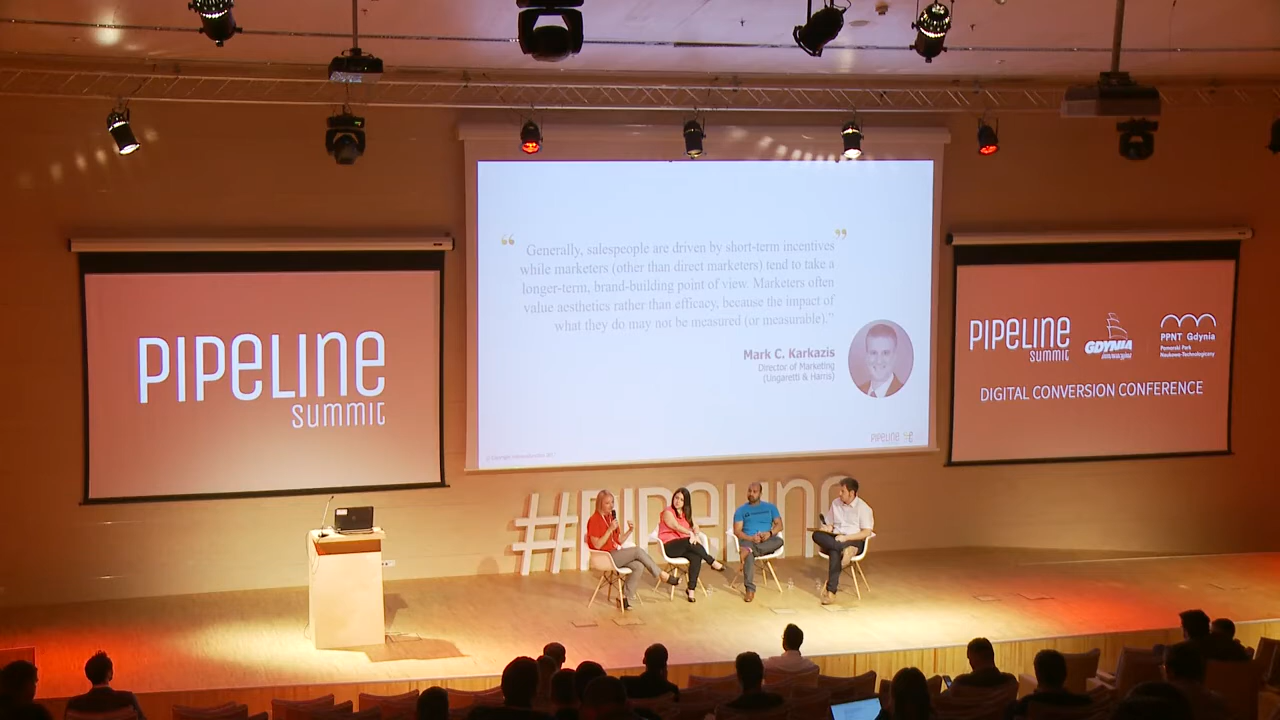 PIPELINE
SUMMIT
“ Generally, salespeople are driven by short-term incentives ”
while marketers (other than direct marketers) tend to take a
longer-term, brand-building point of view. Marketers often
value aesthetics rather than efficacy, because the impact of
what they do may not be measured (or measurable).”
Mark C. Karkazis
Director of Marketing
(Ungaretti & Harris)
PIPELINE
PIPELINE
SUMMIT
GDYNIA
PPNT Gdynia
Pomorski Park
Naukowo-Technologiczny
DIGITAL CONVERSION CONFERENCE
#PIPELINE